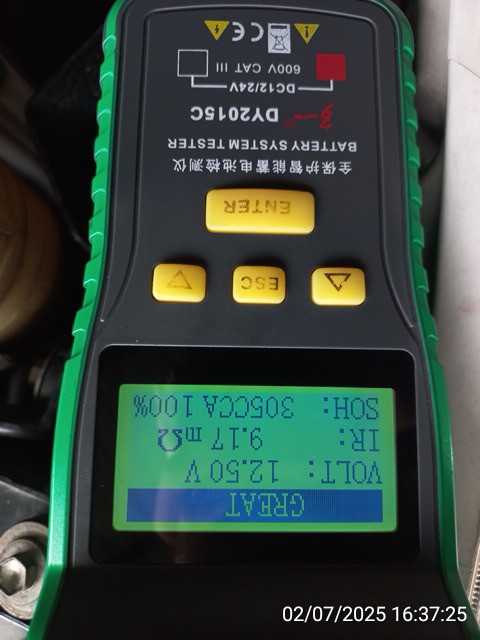 GREAT
VOLT: 12.50 V
IR: 9.17 mΩ
SOH: 305CCA 100%
ESC
ENTER
全保护智能蓄电池检测仪
BATTERY SYSTEM TESTER
DY2015C
DC12/24V
600V CAT III
CE
02/07/2025 16:37:25